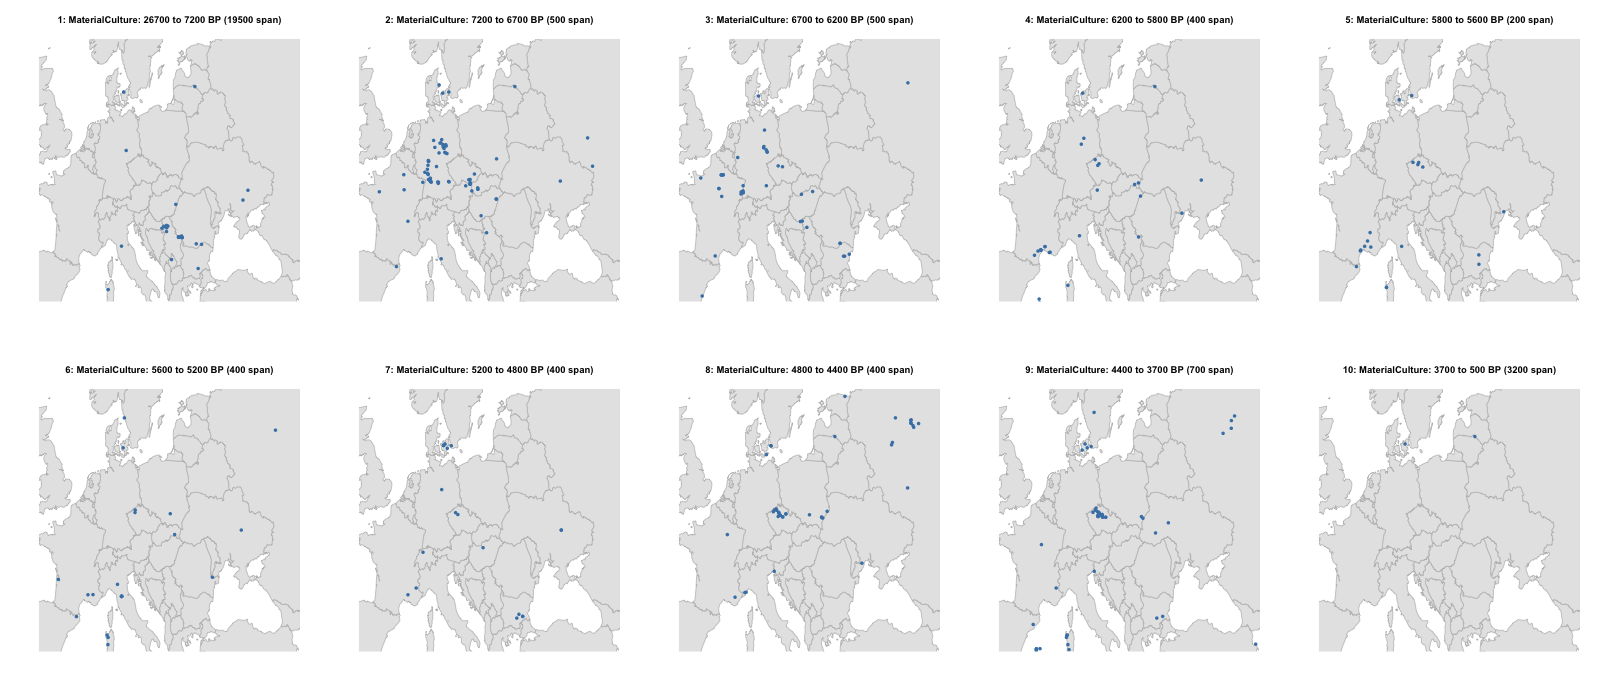 1: MaterialCulture: 26700 to 7200 BP (19500 span)
2: MaterialCulture: 7200 to 6700 BP (500 span)
3: MaterialCulture: 6700 to 6200 BP (500 span)
4: MaterialCulture: 6200 to 5800 BP (400 span)
5: MaterialCulture: 5800 to 5600 BP (200 span)
6: MaterialCulture: 5600 to 5200 BP (400 span)
7: MaterialCulture: 5200 to 4800 BP (400 span)
8: MaterialCulture: 4800 to 4400 BP (400 span)
9: MaterialCulture: 4400 to 3700 BP (700 span)
10: MaterialCulture: 3700 to 500 BP (3200 span)